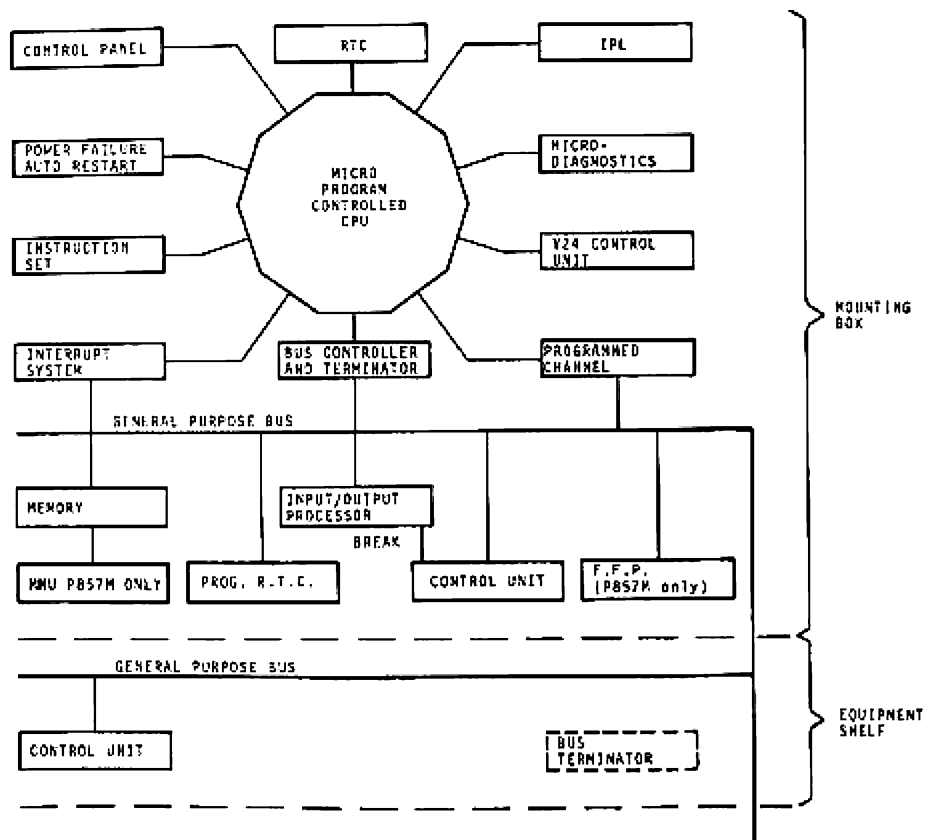 CONTROL PANEL
RTC
IPL
POWER FAILURE
AUTO RESTART
MICRO
PROGRAM
CONTROLLED
CPU
MICRO-
DIAGNOSTICS
INSTRUCTION
SET
V24 CONTROL
UNIT
MOUNTING
BOX
INTERRUPT
SYSTEM
BUS CONTROLLER
AND TERMINATOR
PROGRAMMED
CHANNEL
GENERAL PURPOSE BUS
MEMORY
INPUT/OUTPUT
PROCESSOR
BREAK
MMU P857M ONLY
PROG. R.T.C.
CONTROL UNIT
F.F.P.
(P857M only)
GENERAL PURPOSE BUS
EQUIPMENT
SHELF
CONTROL UNIT
BUS
TERMINATOR